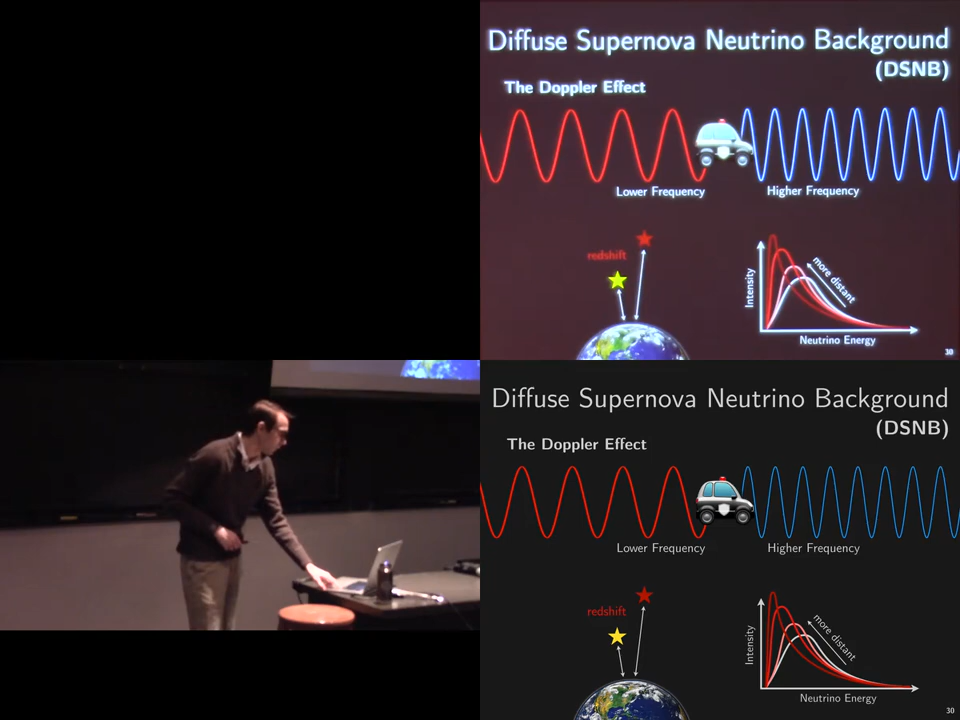 Diffuse Supernova Neutrino Background
(DSNB)
The Doppler Effect
Lower Frequency
Higher Frequency
redshift
Intensity
more distant
Neutrino Energy
30
Diffuse Supernova Neutrino Background
(DSNB)
The Doppler Effect
Lower Frequency
Higher Frequency
redshift
Intensity
more distant
Neutrino Energy
30